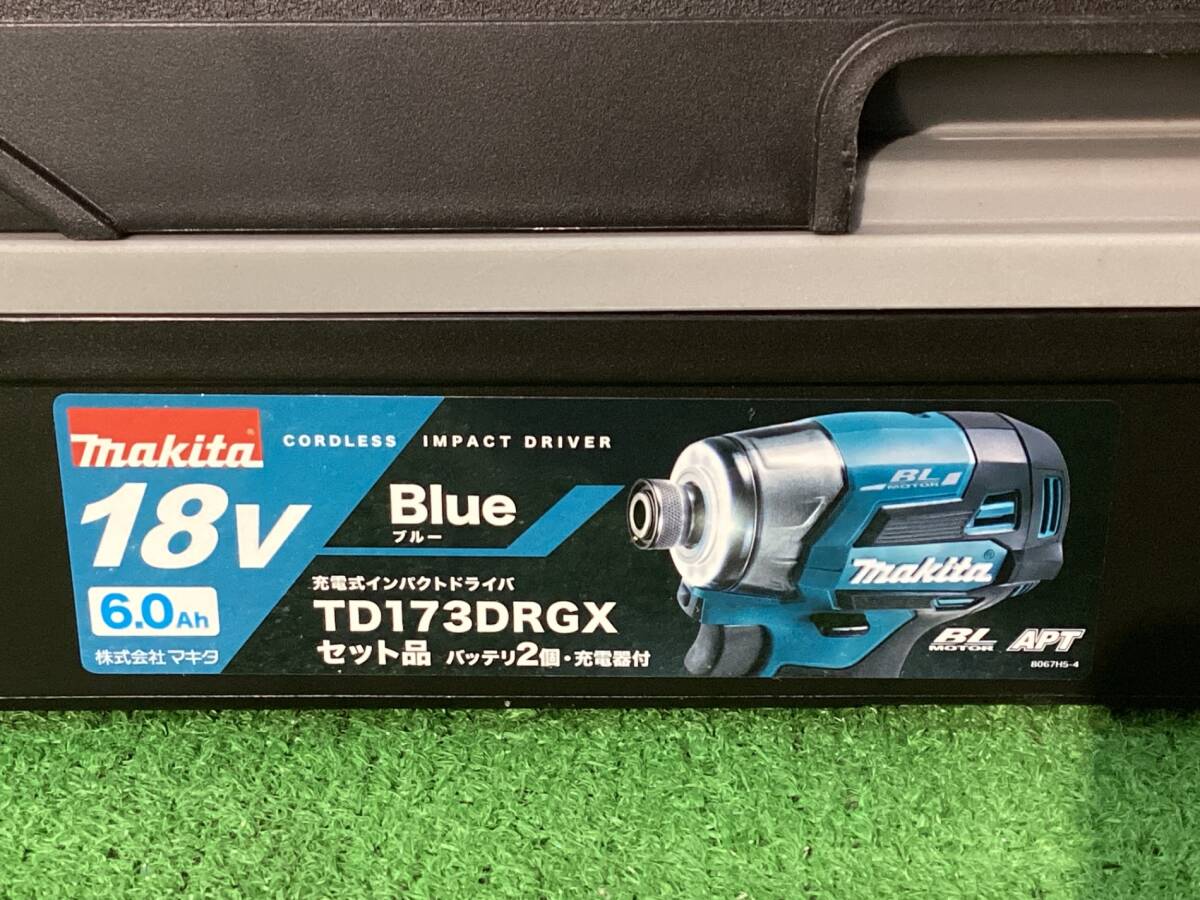 makita
CORDLESS IMPACT DRIVER
18V
Blue
ブルー
6.0Ah
株式会社マキタ
充電式インパクトドライバ
TD173DRGX
セット品 バッテリ2個・充電器付
BL
MOTOR
makita
BL
MOTOR
APT
8067H5-4